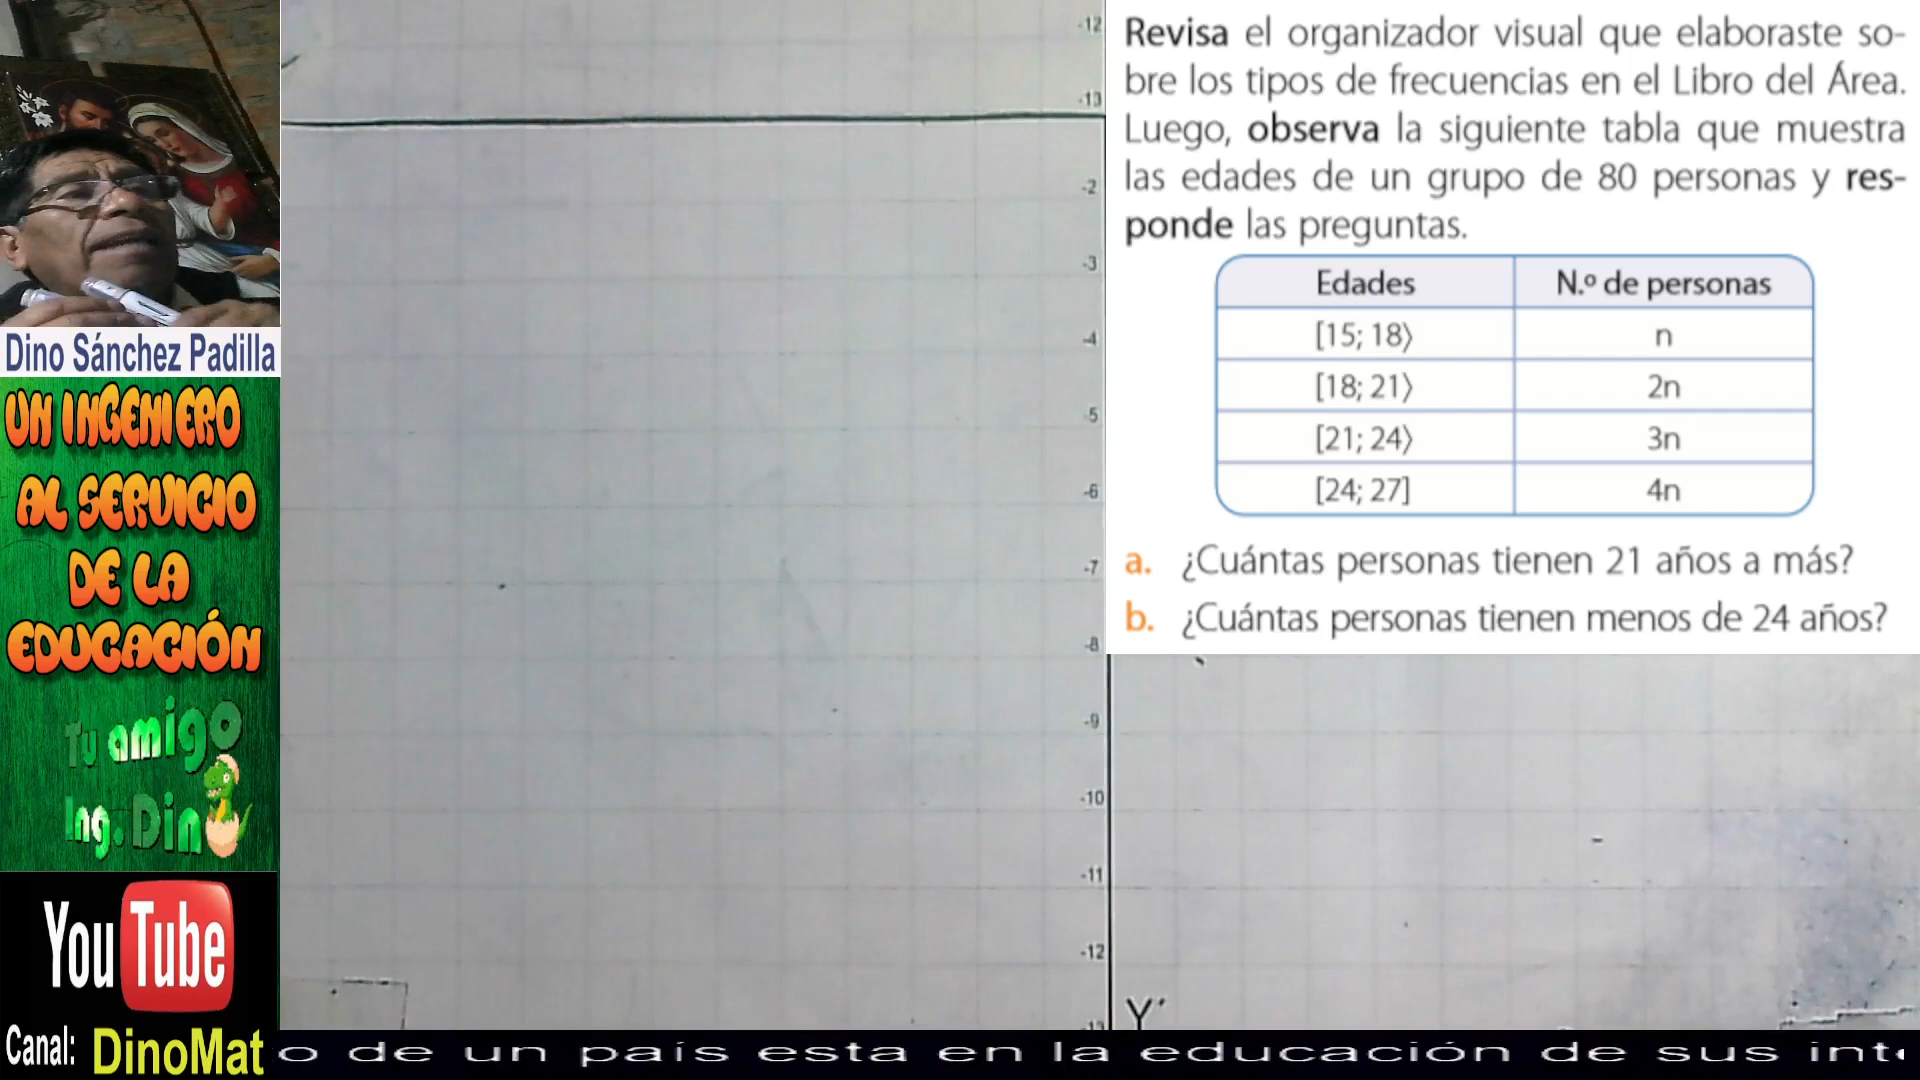 Dino Sánchez Padilla
UN INGENIERO
AL SERVICIO
DE LA
EDUCACIÓN
Tu amigo
Ing. Dino
YouTube
Canal: DinoMat
-12
-13
-2
-3
-4
-5
-6
-7
-8
-9
-10
-11
-12
-13
Y´
Revisa el organizador visual que elaboraste so-
bre los tipos de frecuencias en el Libro del Área.
Luego, observa la siguiente tabla que muestra
las edades de un grupo de 80 personas y res-
ponde las preguntas.
Edades N.º de personas
[15; 18⟩ n
[18; 21⟩ 2n
[21; 24⟩ 3n
[24; 27] 4n
a. ¿Cuántas personas tienen 21 años a más?
b. ¿Cuántas personas tienen menos de 24 años?
o de un país esta en la educación de sus int